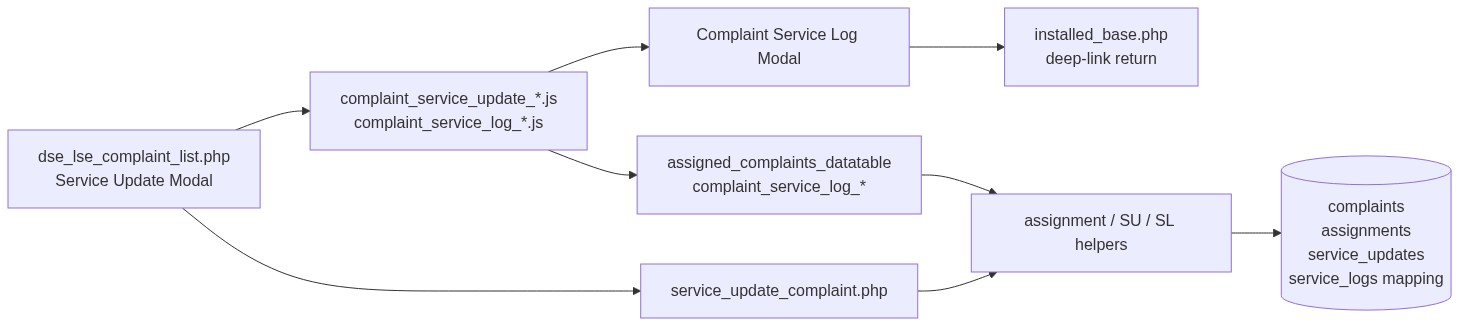 dse_lse_complaint_list.php
Service Update Modal
complaint_service_update_*.js
complaint_service_log_*.js
Complaint Service Log
Modal
installed_base.php
deep-link return
assigned_complaints_datatable
complaint_service_log_*
service_update_complaint.php
assignment / SU / SL
helpers
complaints
assignments
service_updates
service_logs mapping